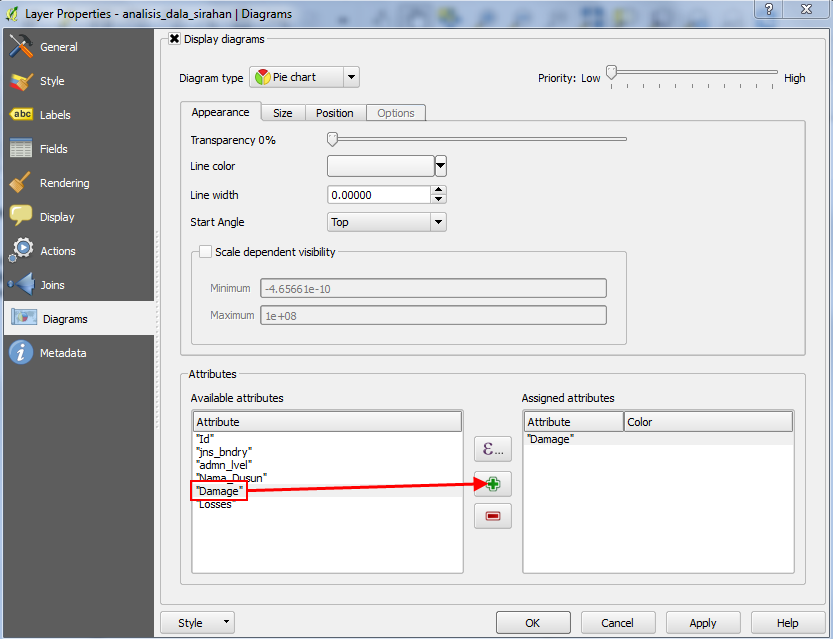 Layer Properties - analisis_dala_sirahan | Diagrams
?
General
Style
abc Labels
Fields
Rendering
Display
Actions
Joins
Diagrams
Metadata
Display diagrams
Diagram type Pie chart
Priority: Low High
Appearance Size Position Options
Transparency 0%
Line color
Line width 0.00000
Start Angle Top
Scale dependent visibility
Minimum -4.65661e-10
Maximum 1e+08
Attributes
Available attributes
Attribute
"Id"
"jns_bndry"
"admn_lvel"
"Nama_Dusun"
"Damage"
"Losses"
ε...
Assigned attributes
Attribute Color
"Damage"
Style OK Cancel Apply Help